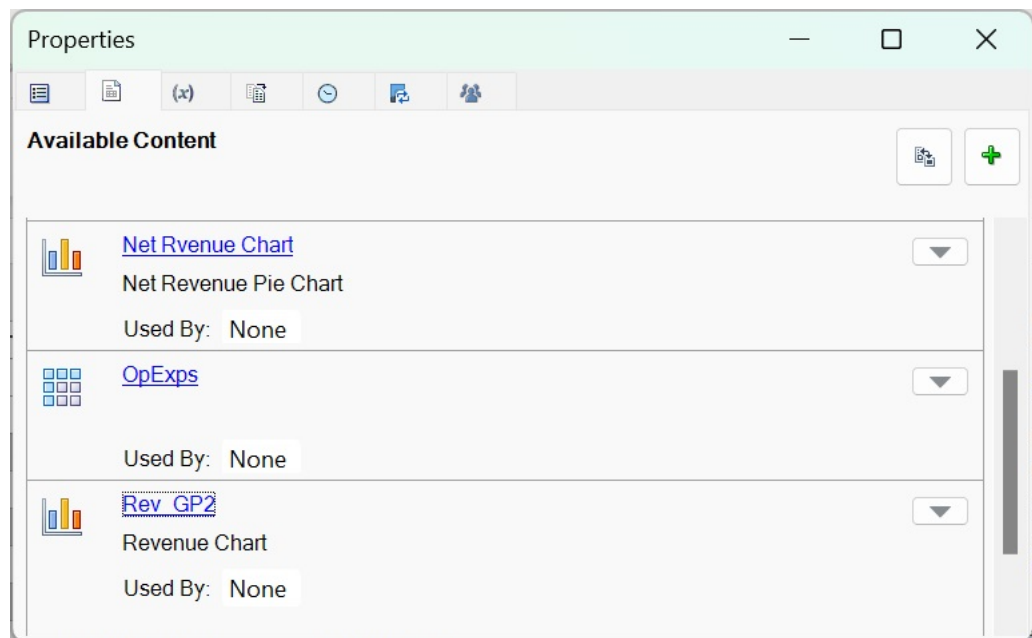 Properties
(x)
Available Content
Net Rvenue Chart
Net Revenue Pie Chart
Used By: None
OpExps
Used By: None
Rev_GP2
Revenue Chart
Used By: None